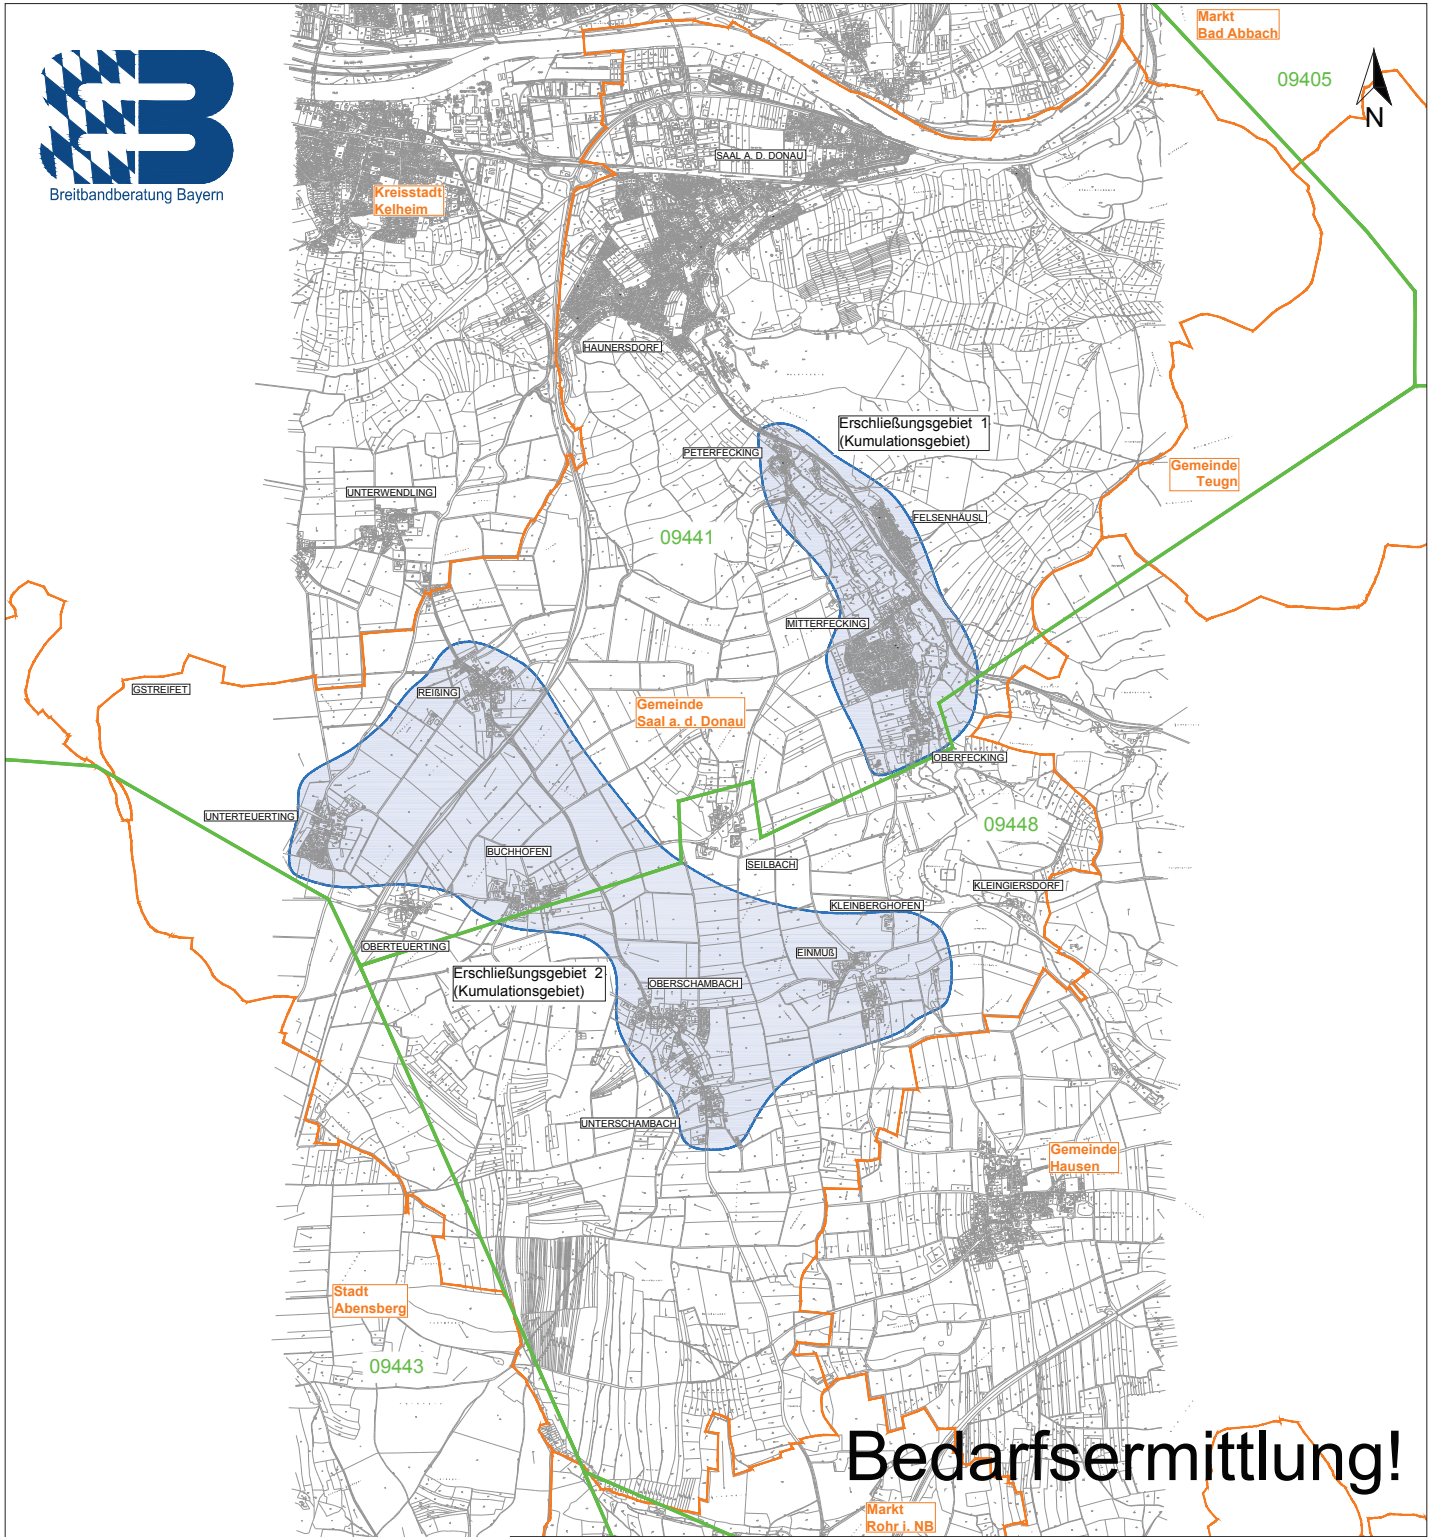 Markt
Bad Abbach
09405
N
Breitbandberatung Bayern
SAAL A. D. DONAU
Kreisstadt
Kelheim
HAUNERSDORF
Erschließungsgebiet 1
(Kumulationsgebiet)
PETERFECKING
Gemeinde
Teugn
UNTERWENDLING
FELSENHÄUSL
09441
MITTERFECKING
GSTREIFET
REIßING
Gemeinde
Saal a. d. Donau
OBERFECKING
UNTERTEUERTING
09448
BUCHHOFEN
SEILBACH
KLEINGIERSDORF
KLEINBERGHOFEN
OBERTEUERTING
EINMUß
Erschließungsgebiet 2
(Kumulationsgebiet)
OBERSCHAMBACH
UNTERSCHAMBACH
Gemeinde
Hausen
Stadt
Abensberg
09443
Bedarfsermittlung!
Markt
Rohr i. NB